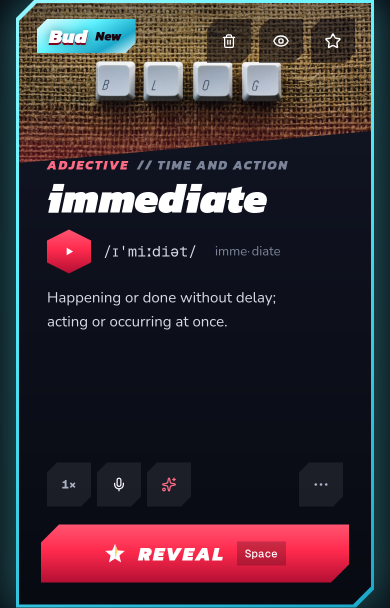 Bud New
B L O G
ADJECTIVE // TIME AND ACTION
immediate
/ɪˈmiːdiət/ imme·diate
Happening or done without delay;
acting or occurring at once.
1×
REVEAL Space